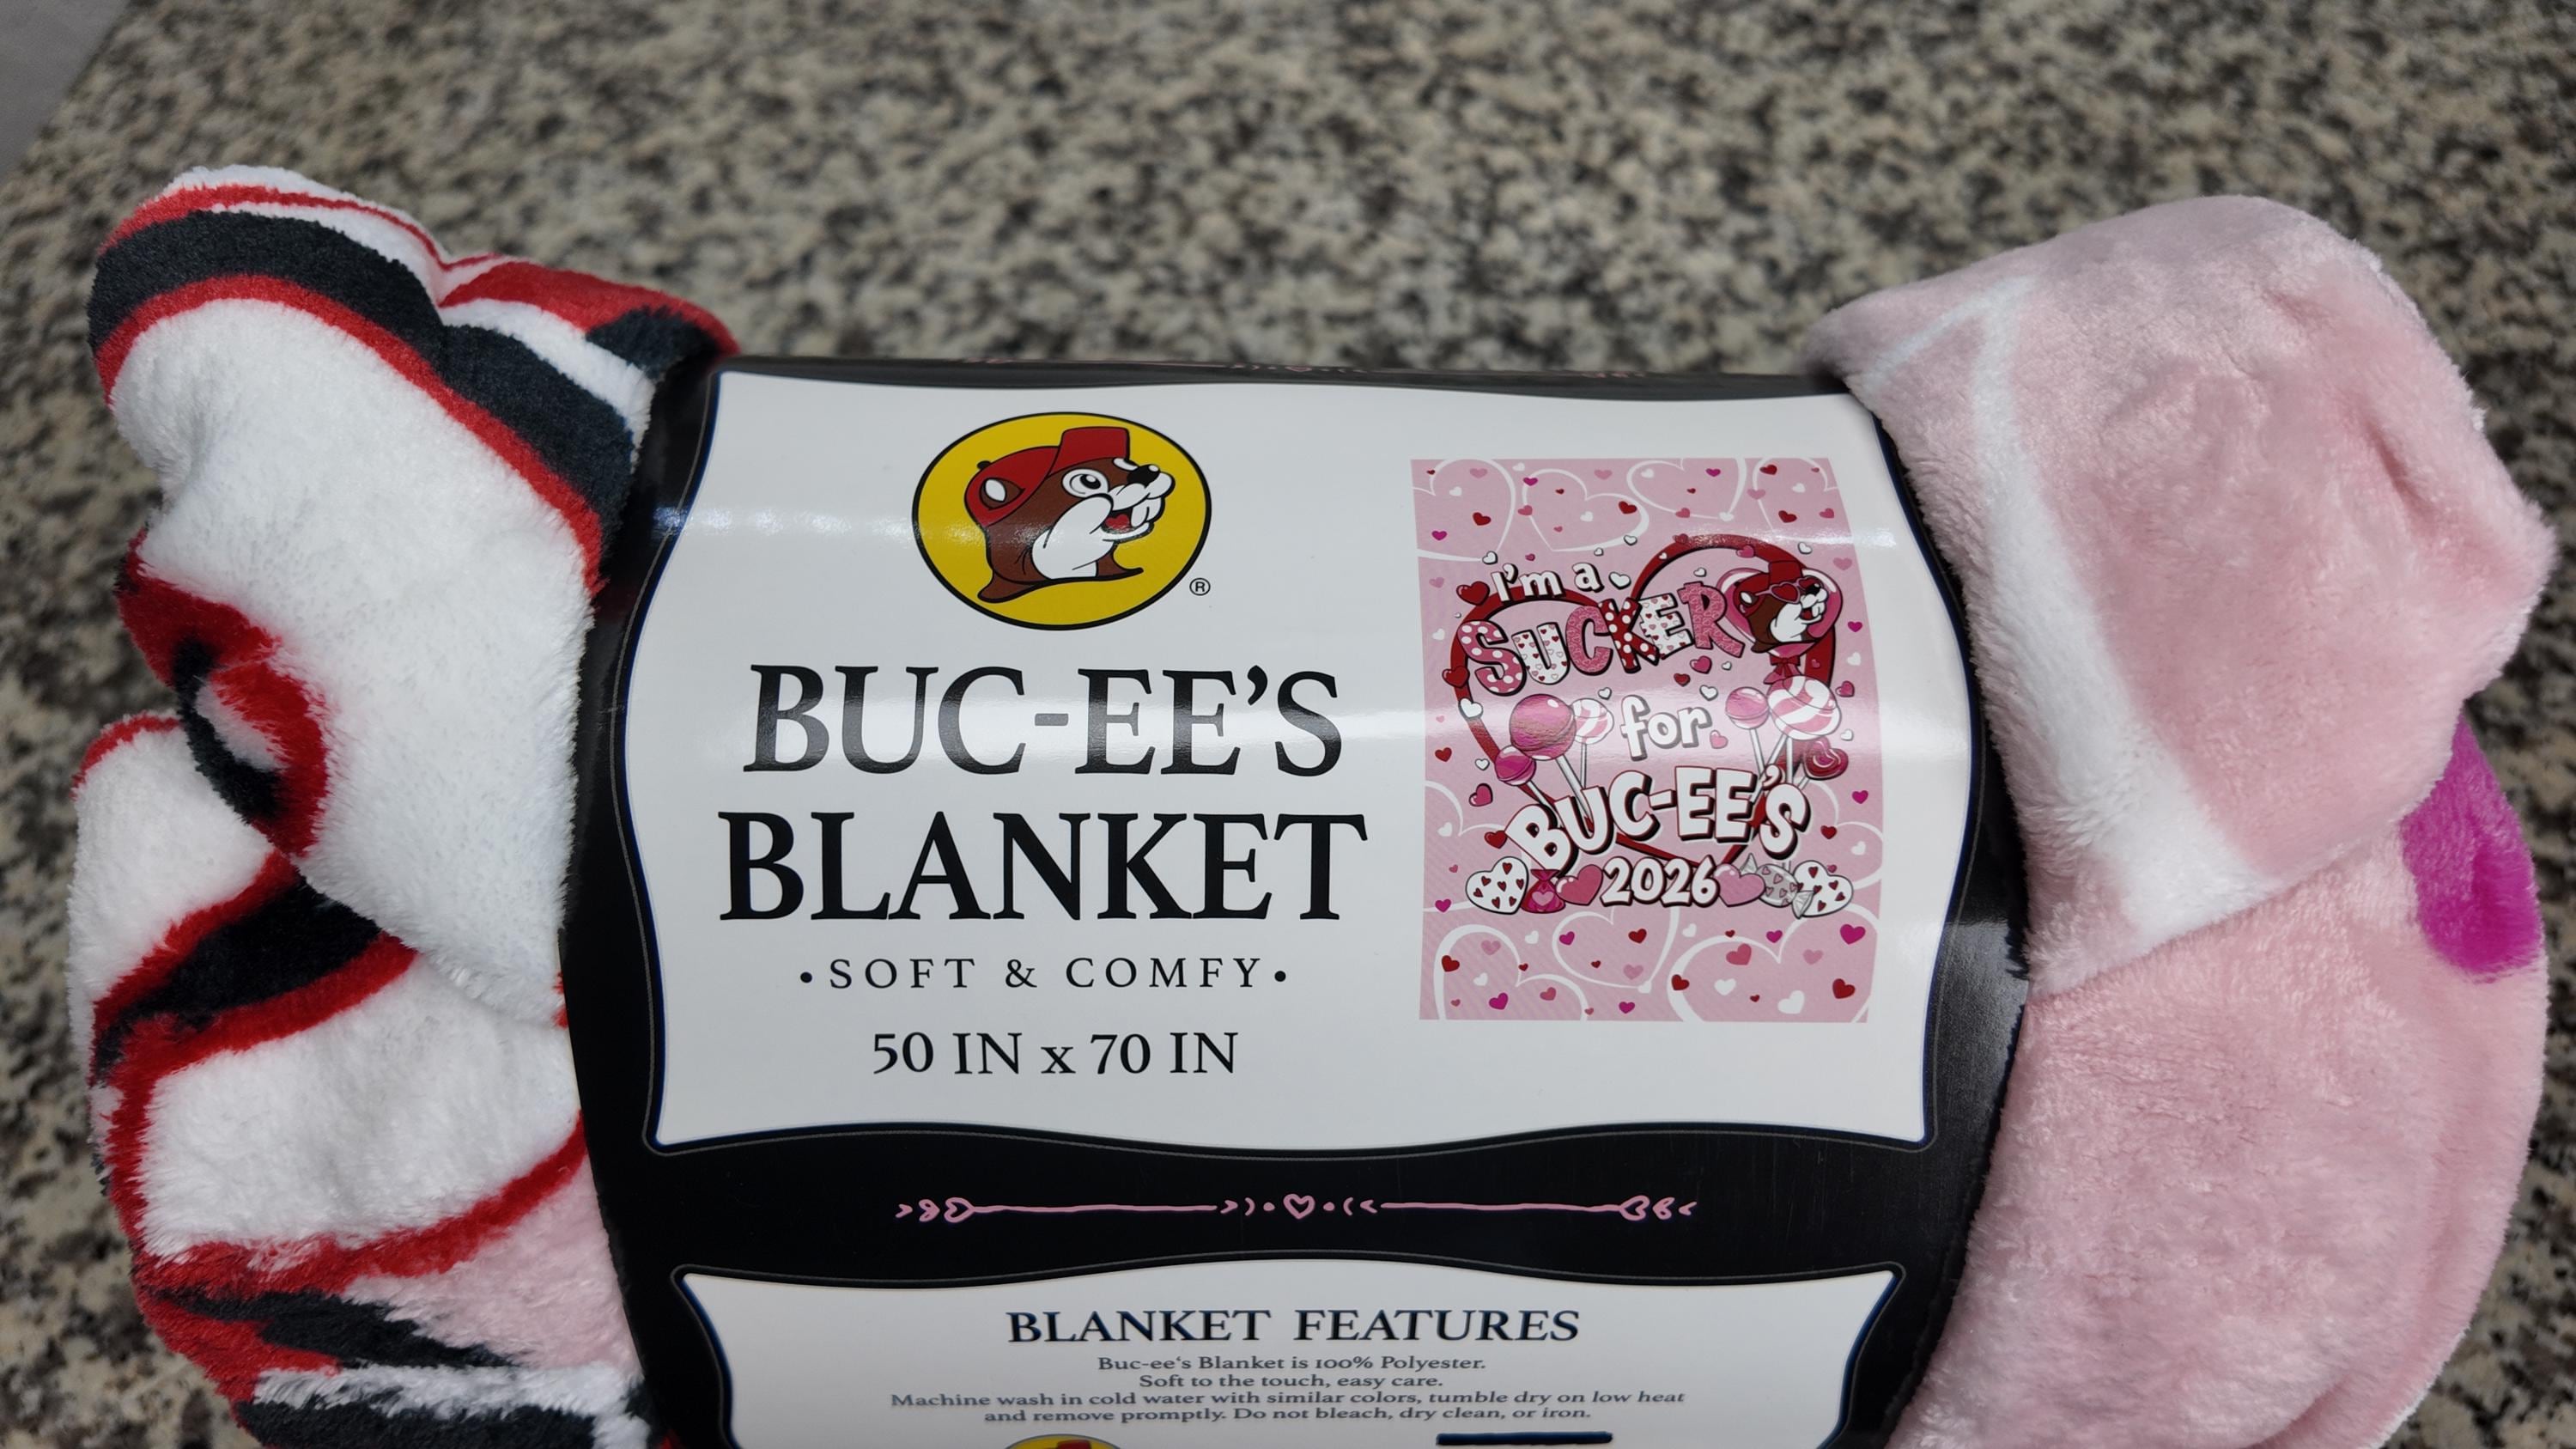 ®
BUC-EE'S
BLANKET
• SOFT & COMFY •
50 IN x 70 IN
I'm a
SUCKER
for
BUC-EE'S
2026
BLANKET FEATURES
Buc-ee's Blanket is 100% Polyester.
Soft to the touch, easy care.
Machine wash in cold water with similar colors, tumble dry on low heat
and remove promptly. Do not bleach, dry clean, or iron.